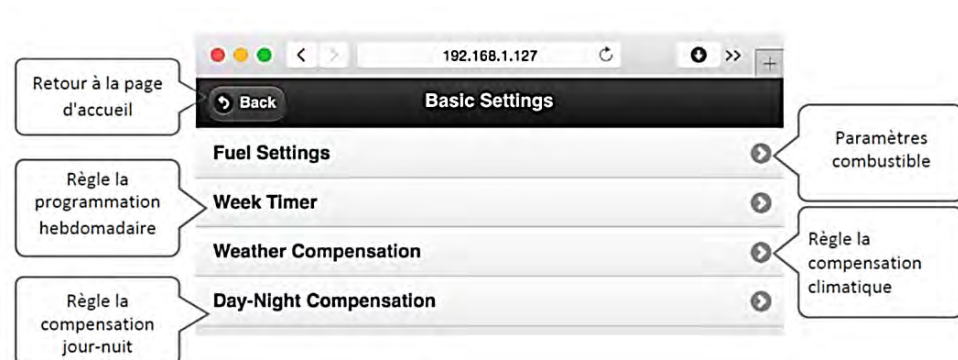 192.168.1.127
>>
+
Retour à la page
d'accueil
Back
Basic Settings
Fuel Settings
Paramètres
combustible
Règle la
programmation
hebdomadaire
Week Timer
Weather Compensation
Règle la
compensation
climatique
Day-Night Compensation
Règle la
compensation
jour-nuit